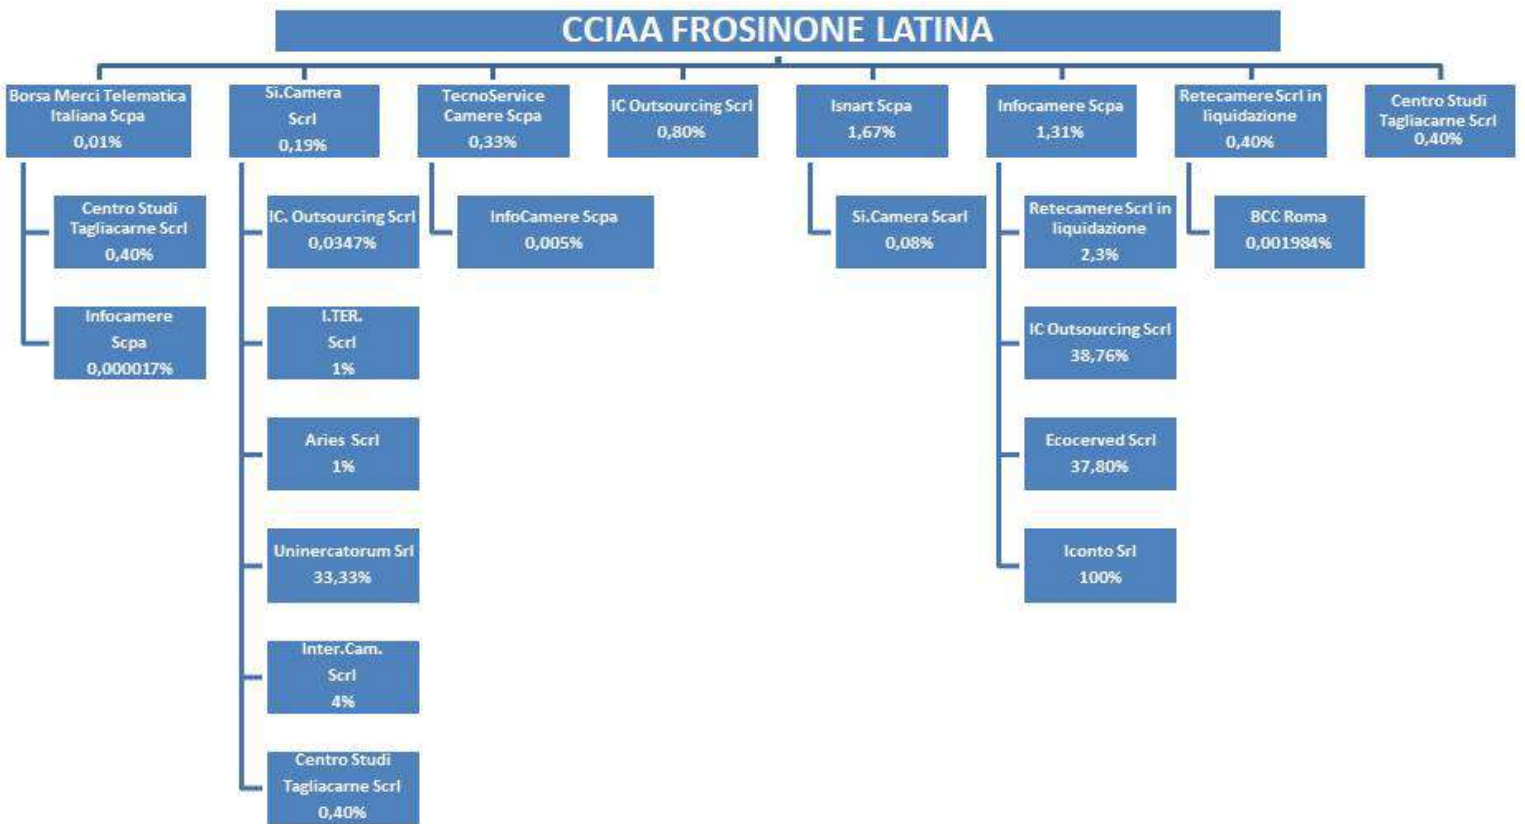 CCIAA FROSINONE LATINA
Borsa Merci Telematica
Italiana Scpa
0,01%
Si.Camera
Scrl
0,19%
TecnoService
Camere Scpa
0,33%
IC Outsourcing Scrl
0,80%
Isnart Scpa
1,67%
Infocamere Scpa
1,31%
Retecamere Scrl in
liquidazione
0,40%
Centro Studi
Tagliacarne Scrl
0,40%
Centro Studi
Tagliacarne Scrl
0,40%
Infocamere
Scpa
0,000017%
IC. Outsourcing Scrl
0,0347%
I.TER.
Scrl
1%
Aries Scrl
1%
Uninercatorum Srl
33,33%
Inter.Cam.
Scrl
4%
Centro Studi
Tagliacarne Scrl
0,40%
InfoCamere Scpa
0,005%
Si.Camera Scarl
0,08%
Retecamere Scrl in
liquidazione
2,3%
IC Outsourcing Scrl
38,76%
Ecocerved Scrl
37,80%
Iconto Srl
100%
BCC Roma
0,001984%